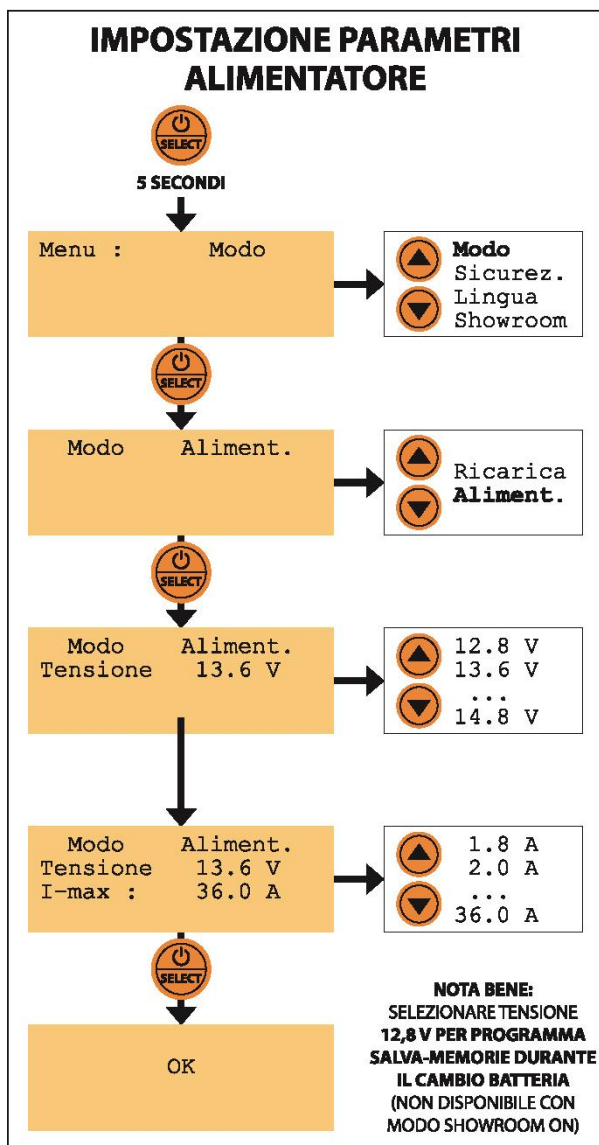 IMPOSTAZIONE PARAMETRI
ALIMENTATORE
SELECT
5 SECONDI
Menu : Modo
Modo
Sicurez.
Lingua
Showroom
SELECT
Modo Aliment.
Ricarica
Aliment.
SELECT
Modo Aliment.
Tensione 13.6 V
12.8 V
13.6 V
...
14.8 V
Modo Aliment.
Tensione 13.6 V
I-max : 36.0 A
1.8 A
2.0 A
...
36.0 A
SELECT
OK
NOTA BENE:
SELEZIONARE TENSIONE
12,8 V PER PROGRAMMA
SALVA-MEMORIE DURANTE
IL CAMBIO BATTERIA
(NON DISPONIBILE CON
MODO SHOWROOM ON)